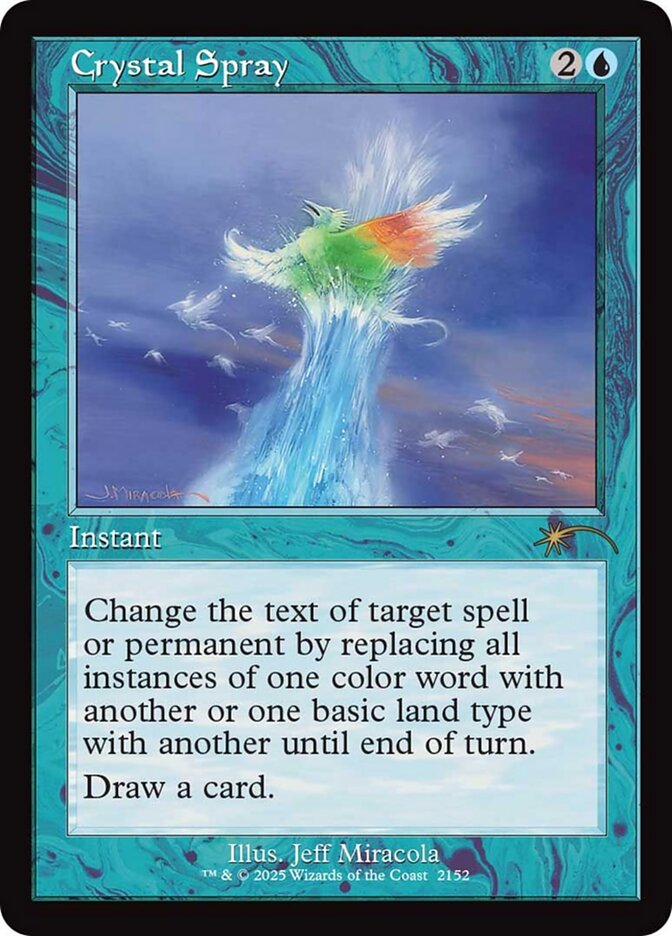 Crystal Spray
2
J. MIRACOLA
Instant
Change the text of target spell
or permanent by replacing all
instances of one color word with
another or one basic land type
with another until end of turn.
Draw a card.
Illus. Jeff Miracola
™ & © 2025 Wizards of the Coast 2152